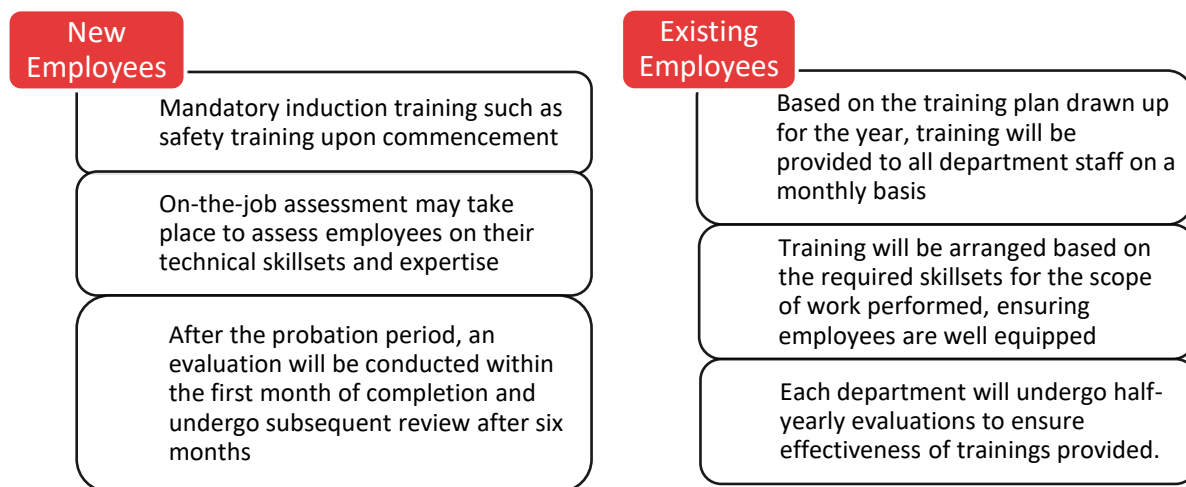 New
Employees
Mandatory induction training such as
safety training upon commencement
On-the-job assessment may take
place to assess employees on their
technical skillsets and expertise
After the probation period, an
evaluation will be conducted within
the first month of completion and
undergo subsequent review after six
months
Existing
Employees
Based on the training plan drawn up
for the year, training will be
provided to all department staff on a
monthly basis
Training will be arranged based on
the required skillsets for the scope
of work performed, ensuring
employees are well equipped
Each department will undergo half-
yearly evaluations to ensure
effectiveness of trainings provided.